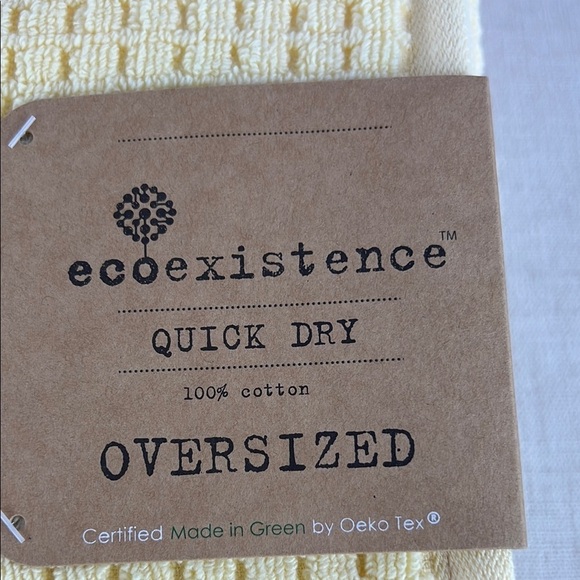 ecoexistence™
QUICK DRY
100% cotton
OVERSIZED
Certified Made in Green by Oeko Tex®